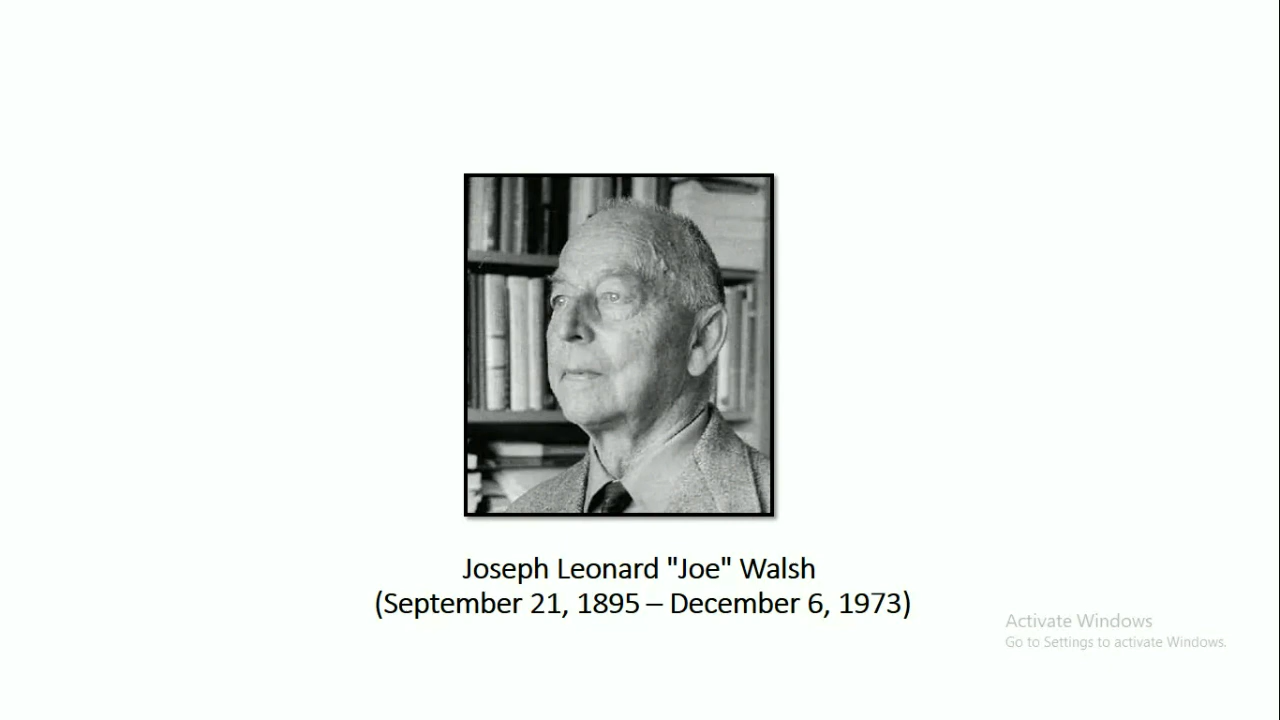 Joseph Leonard "Joe" Walsh
(September 21, 1895 – December 6, 1973)
Activate Windows
Go to Settings to activate Windows.